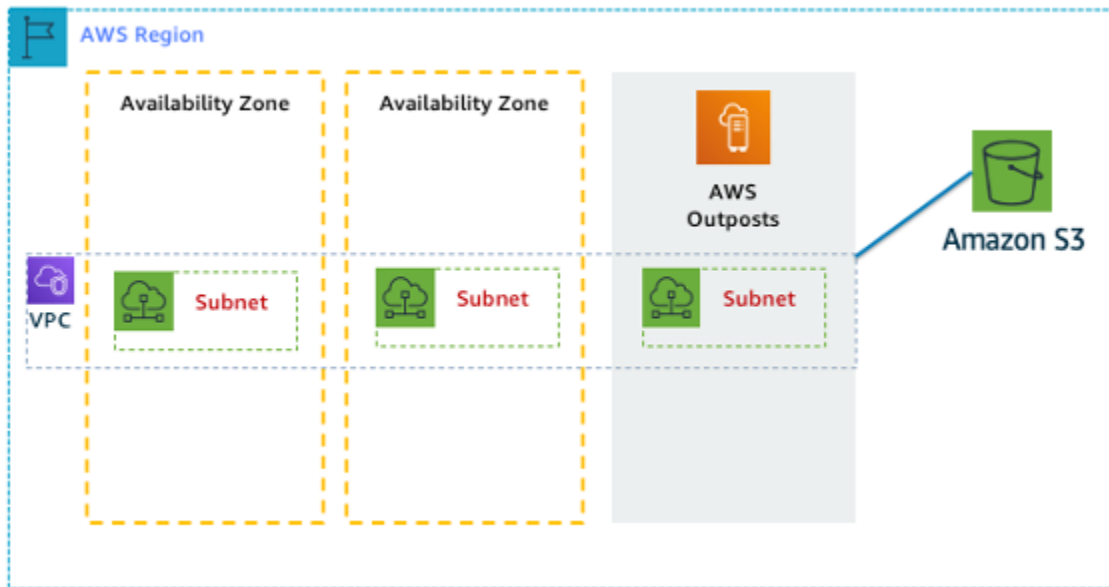 AWS Region
Availability Zone
Availability Zone
AWS
Outposts
Amazon S3
VPC
Subnet
Subnet
Subnet